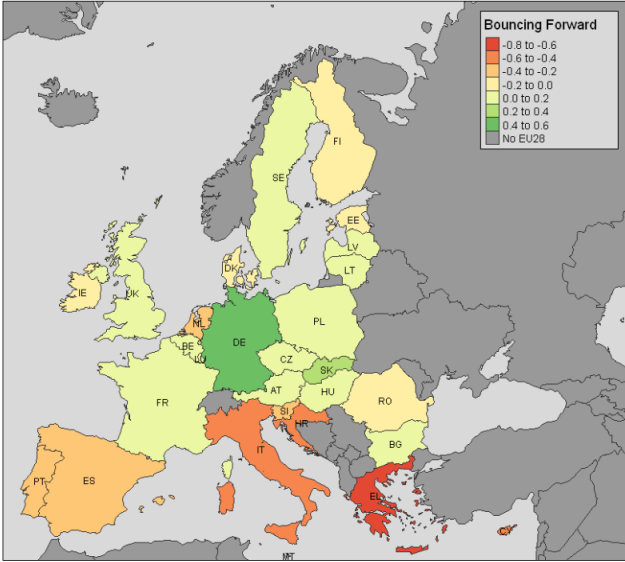 Bouncing Forward
-0.8 to -0.6
-0.6 to -0.4
-0.4 to -0.2
-0.2 to 0.0
0.0 to 0.2
0.2 to 0.4
0.4 to 0.6
No EU28
FI
SE
EE
LV
DK
LT
IE
UK
NL
PL
DE
BE
LU
CZ
SK
AT
HU
FR
RO
SI
HR
BG
IT
PT
ES
EL
CY
MT